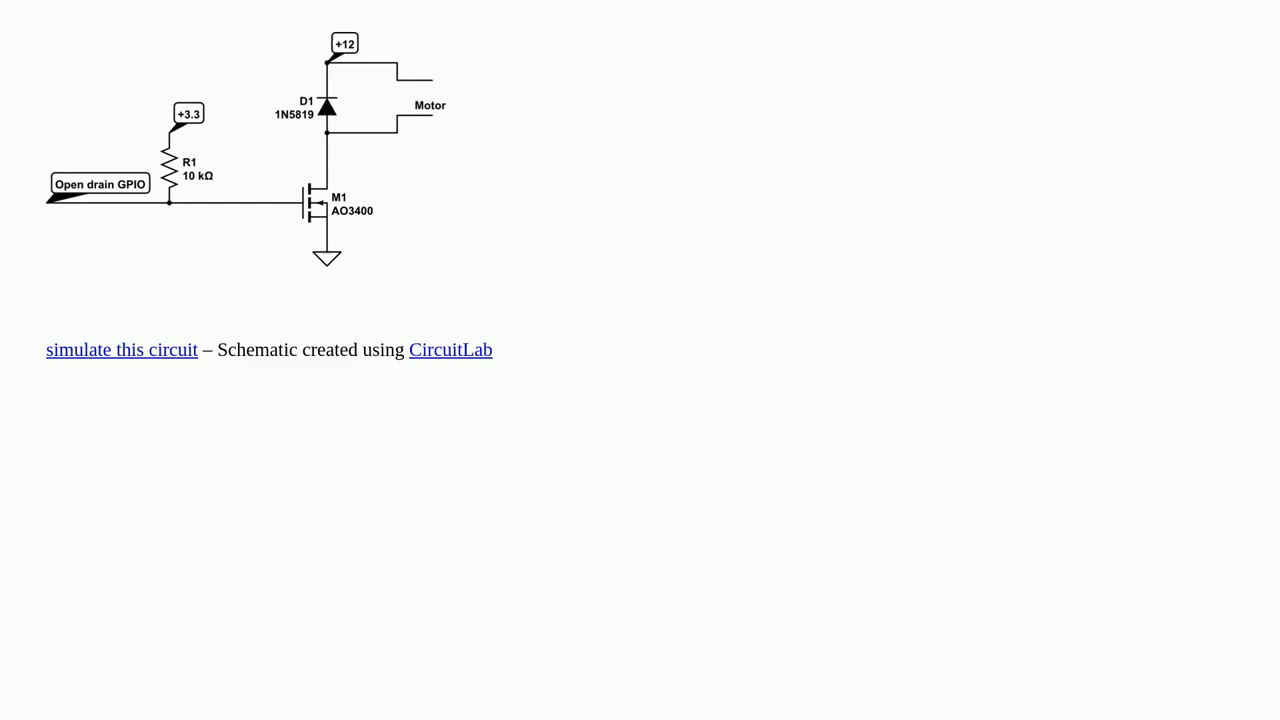 +12
D1
1N5819
Motor
+3.3
R1
10 kΩ
Open drain GPIO
M1
AO3400
simulate this circuit – Schematic created using CircuitLab